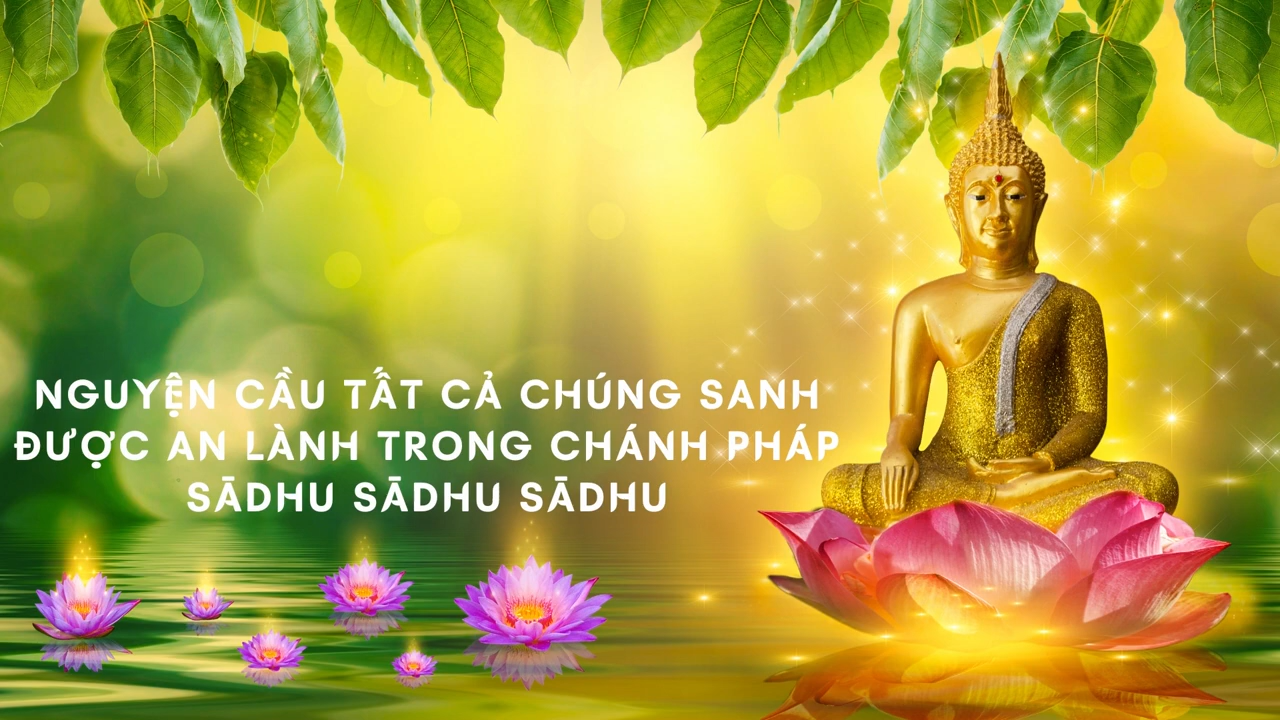 NGUYỆN CẦU TẤT CẢ CHÚNG SANH
ĐƯỢC AN LÀNH TRONG CHÁNH PHÁP
SĀDHU SĀDHU SĀDHU